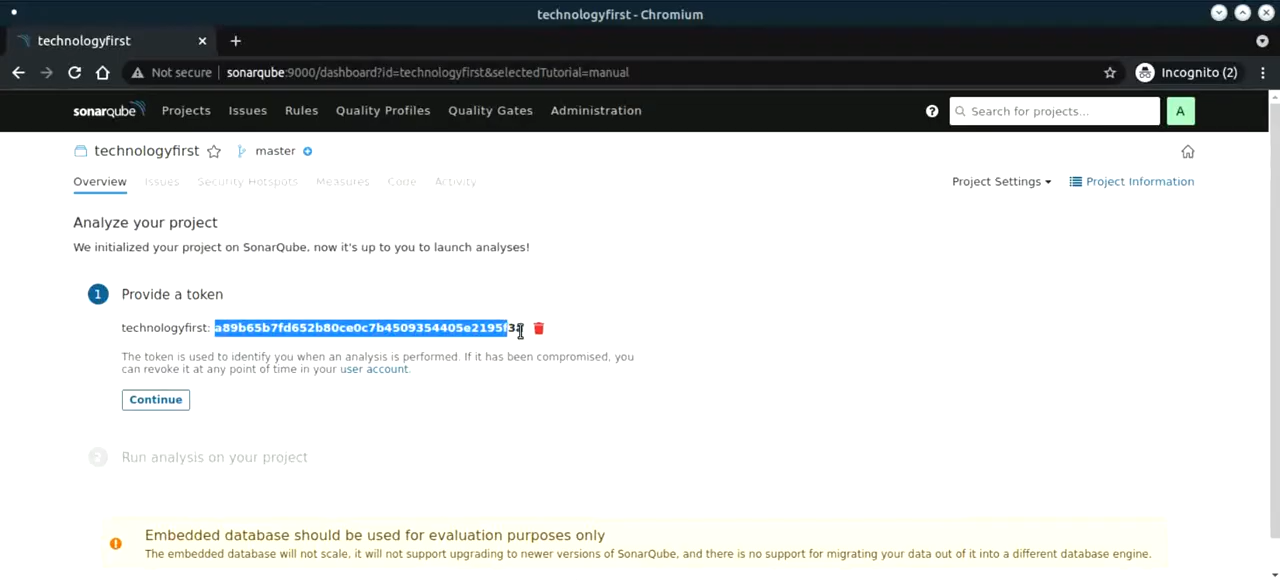 technologyfirst - Chromium
technologyfirst
Not secure sonarqube:9000/dashboard?id=technologyfirst&selectedTutorial=manual Incognito (2)
sonarqube Projects Issues Rules Quality Profiles Quality Gates Administration ? Search for projects... A
technologyfirst master
Overview Issues Security Hotspots Measures Code Activity Project Settings Project Information
Analyze your project
We initialized your project on SonarQube, now it's up to you to launch analyses!
1 Provide a token
technologyfirst:
The token is used to identify you when an analysis is performed. If it has been compromised, you
can revoke it at any point of time in your user account.
Continue
2 Run analysis on your project
Embedded database should be used for evaluation purposes only
The embedded database will not scale, it will not support upgrading to newer versions of SonarQube, and there is no support for migrating your data out of it into a different database engine.